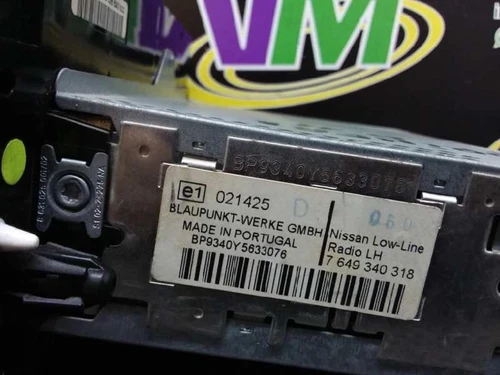 VM
BP9340Y5633076
e1 021425
D
050
BLAUPUNKT-WERKE GMBH
MADE IN PORTUGAL
BP9340Y5633076
Nissan Low-Line
Radio LH
7 649 340 318